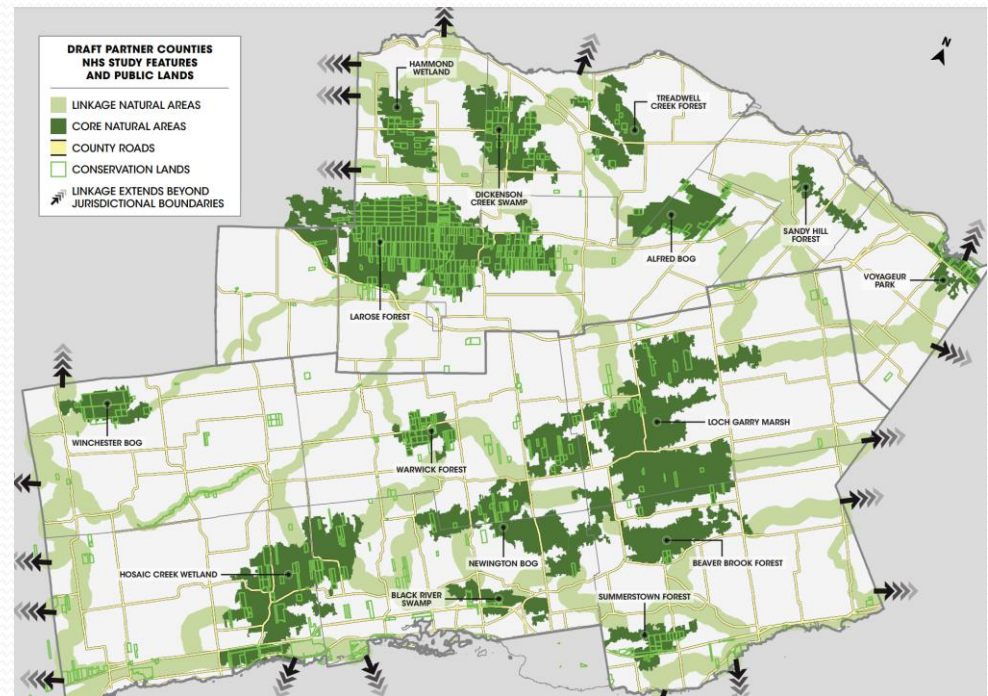 DRAFT PARTNER COUNTIES
NHS STUDY FEATURES
AND PUBLIC LANDS
LINKAGE NATURAL AREAS
CORE NATURAL AREAS
COUNTY ROADS
CONSERVATION LANDS
LINKAGE EXTENDS BEYOND
JURISDICTIONAL BOUNDARIES
N
HAMMOND
WETLAND
TREADWELL
CREEK FOREST
DICKENSON
CREEK SWAMP
SANDY HILL
FOREST
ALFRED BOG
VOYAGEUR
PARK
LAROSE FOREST
WINCHESTER BOG
LOCH GARRY MARSH
WARWICK FOREST
NEWINGTON BOG
BEAVER BROOK FOREST
HOSAIC CREEK WETLAND
BLACK RIVER
SWAMP
SUMMERSTOWN FOREST